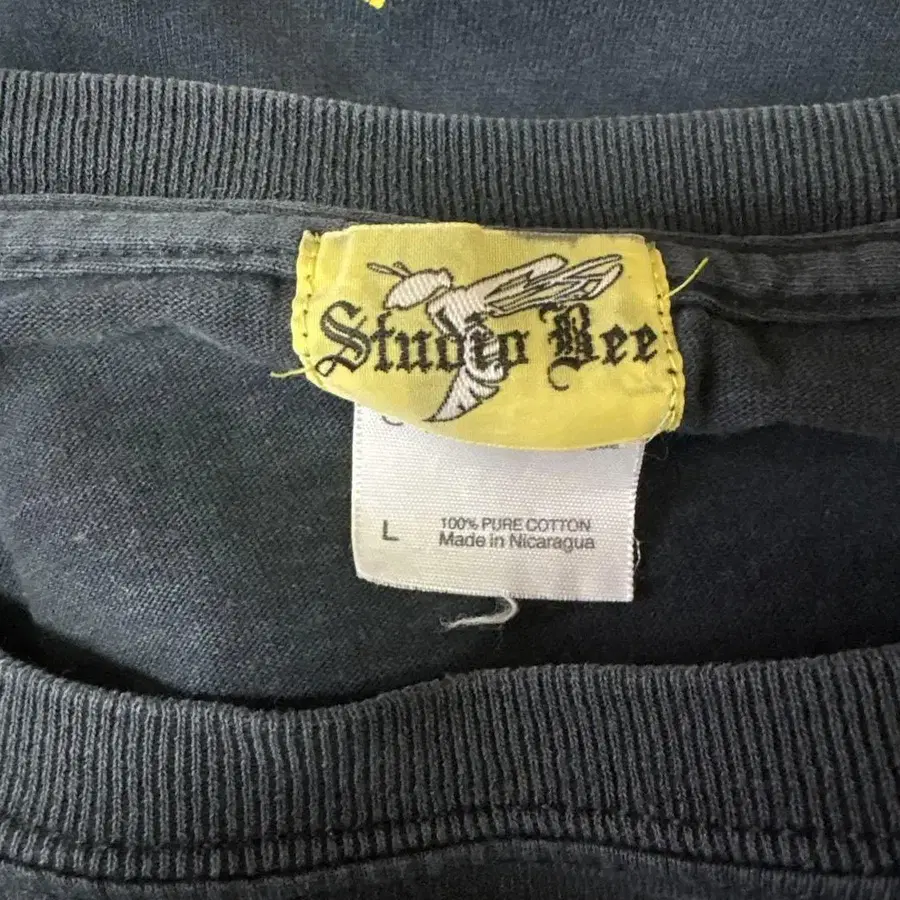 Studio Bee
L
100% PURE COTTON
Made in Nicaragua